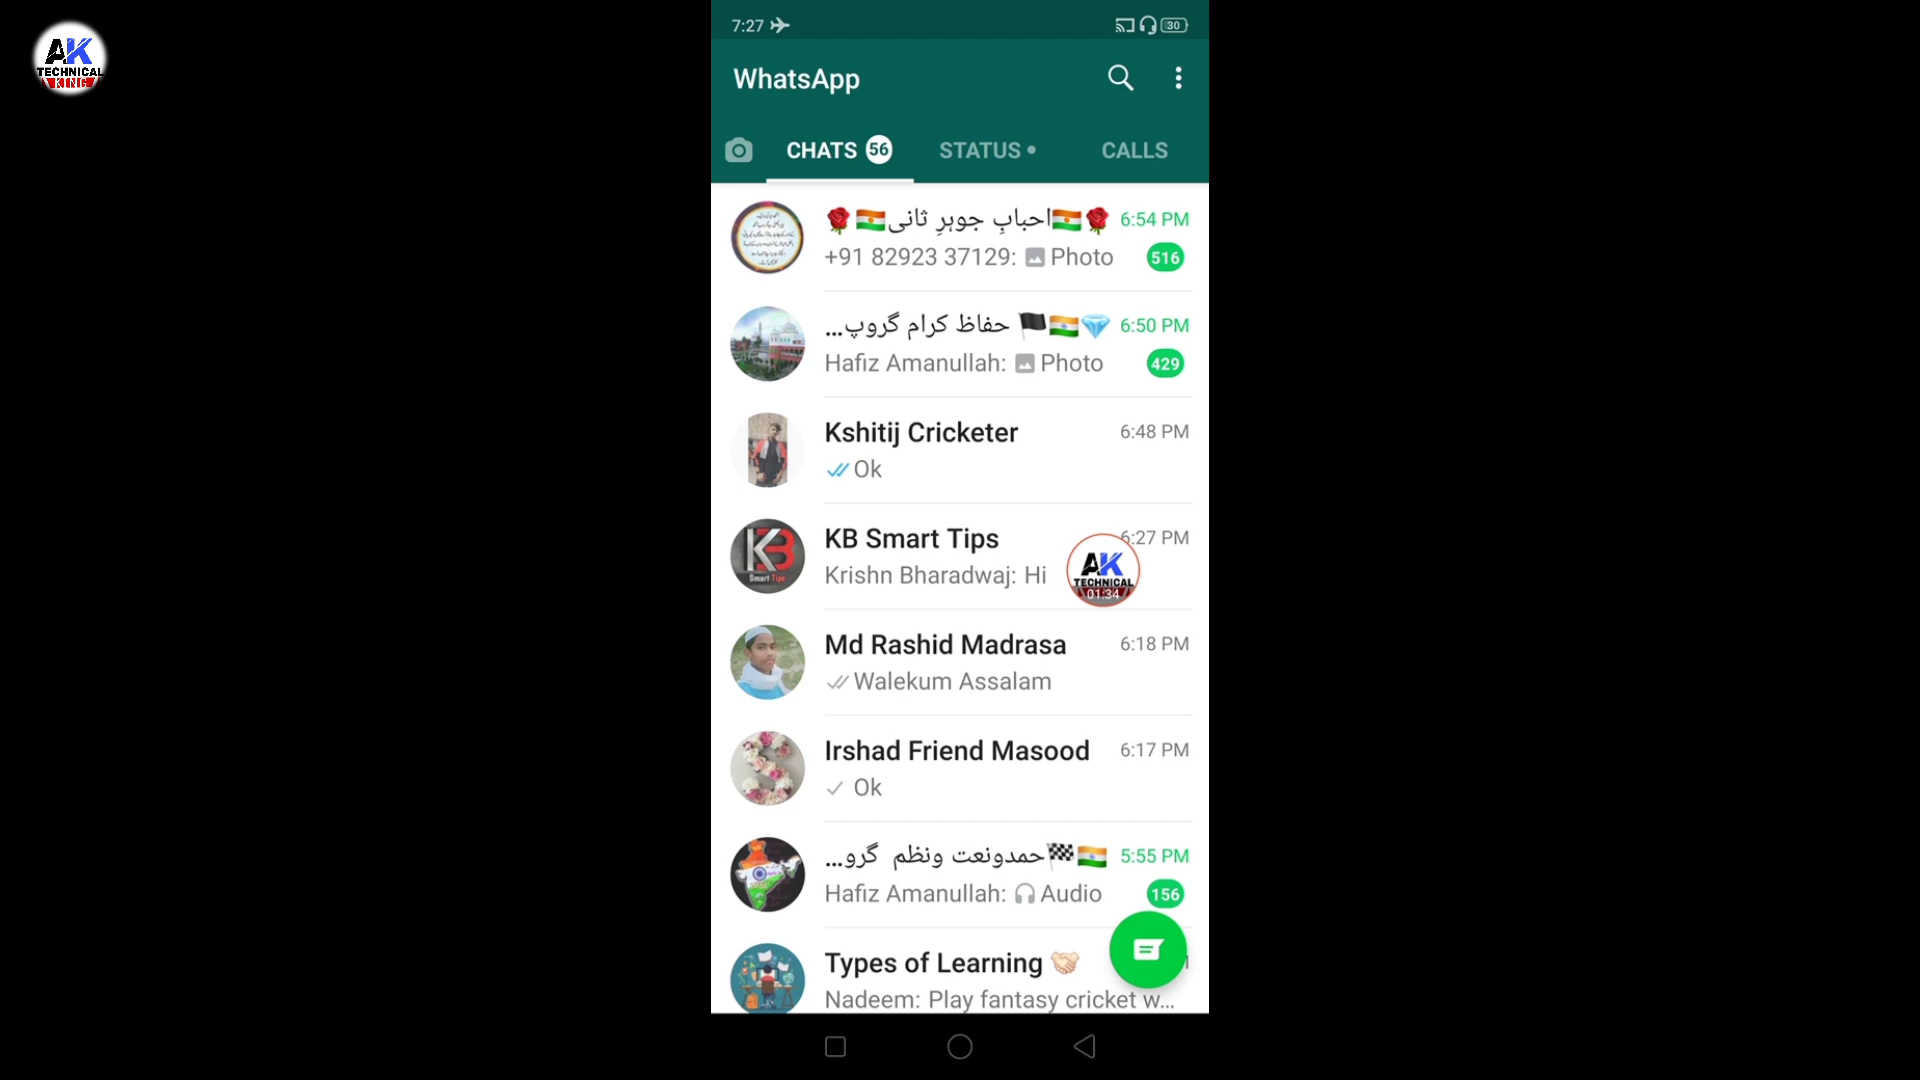 AK
TECHNICAL
KING
7:27
30
WhatsApp
CHATS 56
STATUS
CALLS
🌹🇮🇳احبابِ جوہرِ ثانی🇮🇳🌹 6:54 PM
+91 82923 37129: Photo 516
💎🇮🇳🏴 حفاظ کرام گروپ... 6:50 PM
Hafiz Amanullah: Photo 429
Kshitij Cricketer 6:48 PM
Ok
KB Smart Tips 6:27 PM
Krishn Bharadwaj: Hi
KB
Smart Tips
AK
TECHNICAL
01:34
Md Rashid Madrasa 6:18 PM
Walekum Assalam
Irshad Friend Masood 6:17 PM
Ok
🇮🇳🏁حمدونعت ونظم گرو... 5:55 PM
Hafiz Amanullah: Audio 156
Types of Learning 🤝🏻
Nadeem: Play fantasy cricket w...